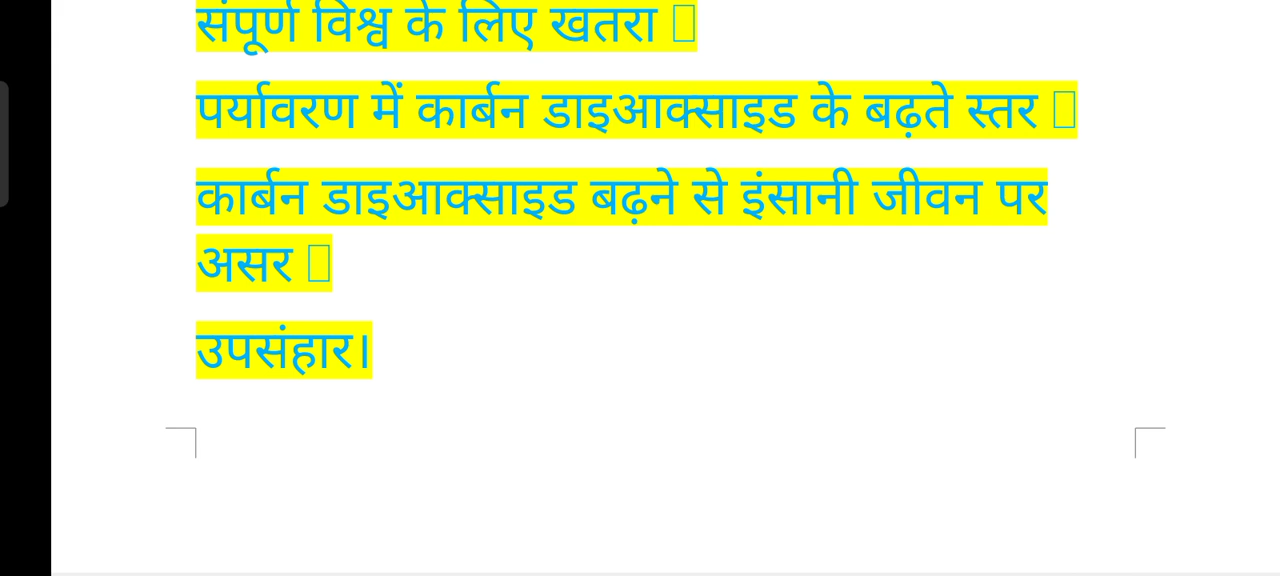 संपूर्ण विश्व के लिए खतरा 
पर्यावरण में कार्बन डाइआक्साइड के बढ़ते स्तर 
कार्बन डाइआक्साइड बढ़ने से इंसानी जीवन पर
असर 
उपसंहार।